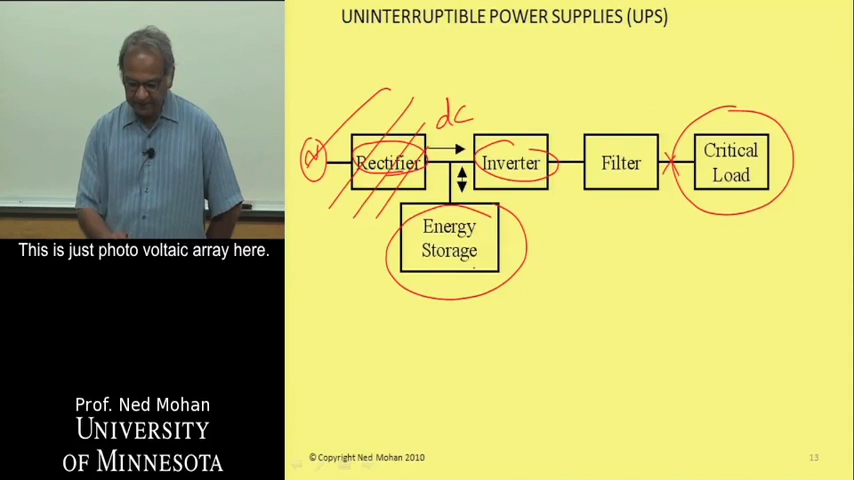 UNINTERRUPTIBLE POWER SUPPLIES (UPS)
dc
Rectifier
Inverter
Filter
Critical
Load
Energy
Storage
This is just photo voltaic array here.
Prof. Ned Mohan
UNIVERSITY
OF MINNESOTA
© Copyright Ned Mohan 2010
13